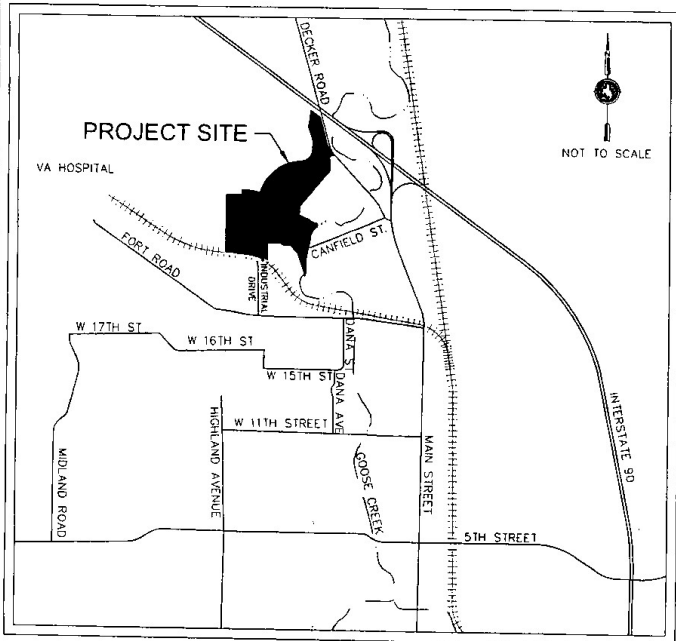 DECKER ROAD
PROJECT SITE
NOT TO SCALE
VA HOSPITAL
CANFIELD ST.
FORT ROAD
INDUSTRIAL
DRIVE
W 17TH ST
W 16TH ST
DANA ST
W 15TH ST
DANA AVE
INTERSTATE 90
HIGHLAND AVENUE
W 11TH STREET
MAIN STREET
MIDLAND ROAD
GOOSE CREEK
5TH STREET